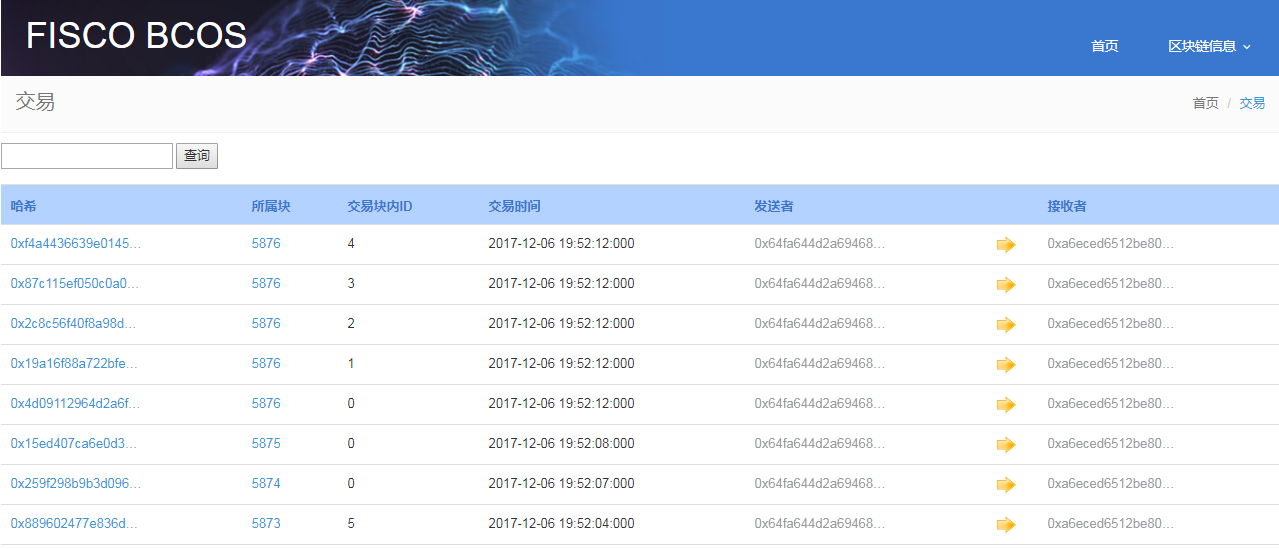 FISCO BCOS
首页 区块链信息
交易
首页 / 交易
查询
哈希 所属块 交易块内ID 交易时间 发送者 接收者
0xf4a4436639e0145... 5876 4 2017-12-06 19:52:12:000 0x64fa644d2a69468... 0xa6eced6512be80...
0x87c115ef050c0a0... 5876 3 2017-12-06 19:52:12:000 0x64fa644d2a69468... 0xa6eced6512be80...
0x2c8c56f40f8a98d... 5876 2 2017-12-06 19:52:12:000 0x64fa644d2a69468... 0xa6eced6512be80...
0x19a16f88a722bfe... 5876 1 2017-12-06 19:52:12:000 0x64fa644d2a69468... 0xa6eced6512be80...
0x4d09112964d2a6f... 5876 0 2017-12-06 19:52:12:000 0x64fa644d2a69468... 0xa6eced6512be80...
0x15ed407ca6e0d3... 5875 0 2017-12-06 19:52:08:000 0x64fa644d2a69468... 0xa6eced6512be80...
0x259f298b9b3d096... 5874 0 2017-12-06 19:52:07:000 0x64fa644d2a69468... 0xa6eced6512be80...
0x889602477e836d... 5873 5 2017-12-06 19:52:04:000 0x64fa644d2a69468... 0xa6eced6512be80...